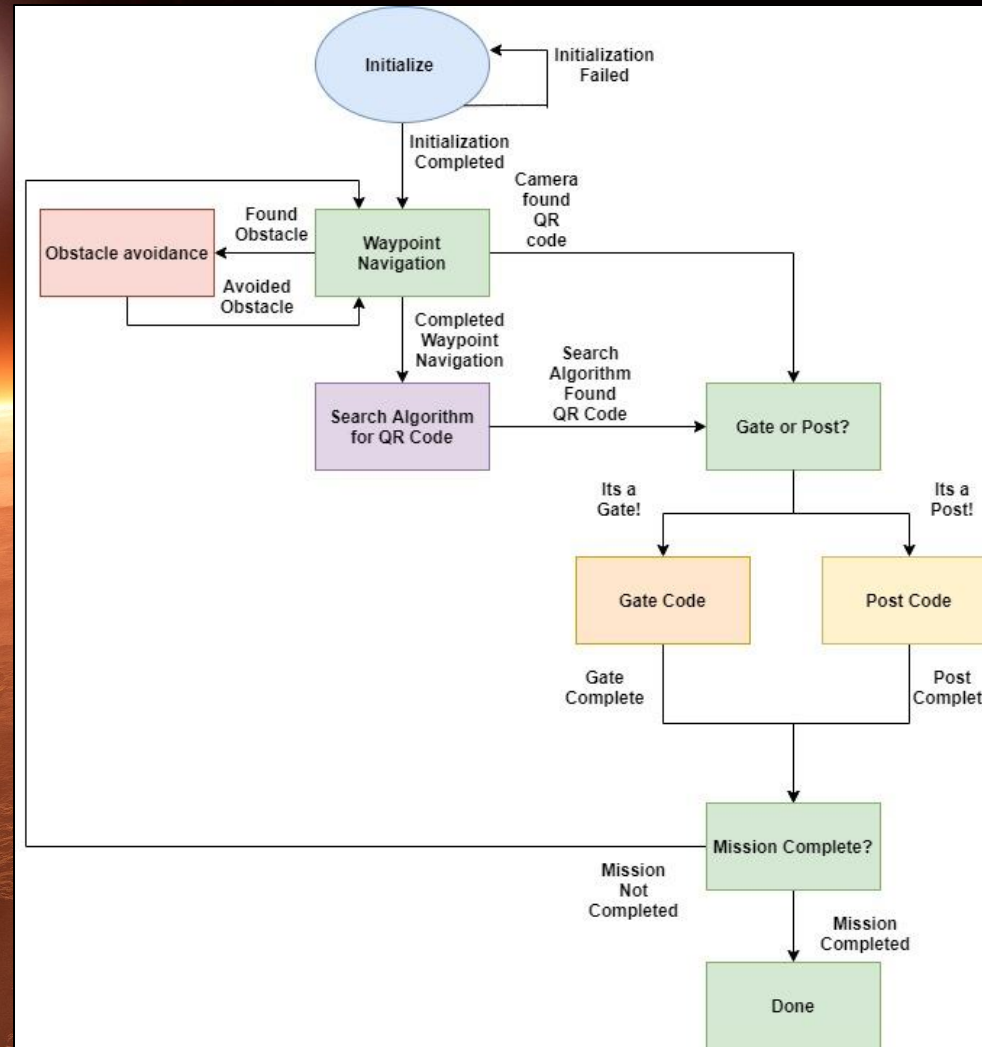 Initialize
Initialization
Failed
Initialization
Completed
Camera
found
QR
code
Found
Obstacle
Obstacle avoidance
Waypoint
Navigation
Avoided
Obstacle
Completed
Waypoint
Navigation
Search
Algorithm
Found
QR Code
Search Algorithm
for QR Code
Gate or Post?
Its a
Gate!
Its a
Post!
Gate Code
Post Code
Gate
Complete
Post
Complet
Mission Complete?
Mission
Not
Completed
Mission
Completed
Done